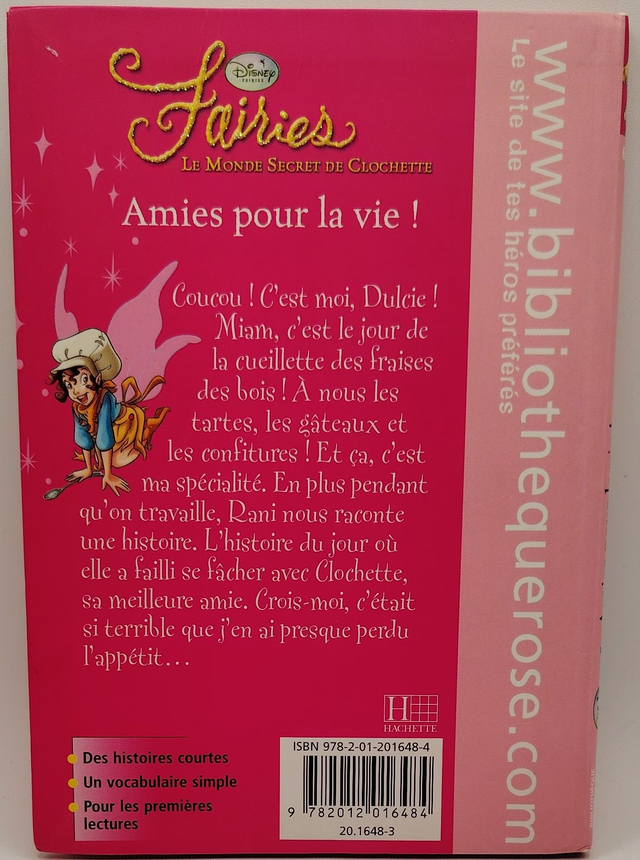 Disney
FAIRIES
Fairies
LE MONDE SECRET DE CLOCHETTE
Amies pour la vie !
Coucou ! C'est moi, Dulcie !
Miam, c'est le jour de
la cueillette des fraises
des bois ! À nous les
tartes, les gâteaux et
les confitures ! Et ça, c'est
ma spécialité. En plus pendant
qu'on travaille, Rani nous raconte
une histoire. L'histoire du jour où
elle a failli se fâcher avec Clochette,
sa meilleure amie. Crois-moi, c'était
si terrible que j'en ai presque perdu
l'appétit...
H
HACHETTE
Des histoires courtes
Un vocabulaire simple
Pour les premières
lectures
ISBN 978-2-01-201648-4
9 782012 016484
20.1648-3
www.bibliothequerose.com
Le site de tes héros préférés